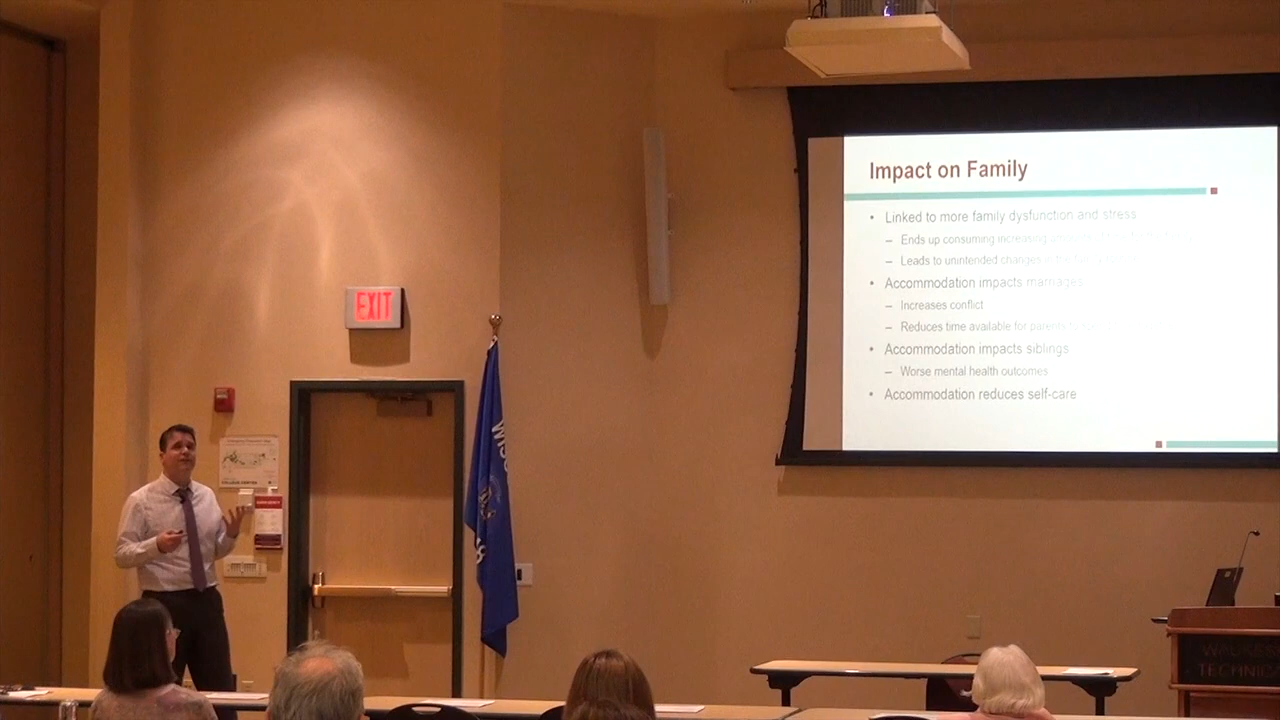 Impact on Family
• Linked to more family dysfunction and stress
– Ends up consuming increasing
– Leads to unintended changes in the
• Accommodation impacts marriages
– Increases conflict
– Reduces time available for parents
• Accommodation impacts siblings
– Worse mental health outcomes
• Accommodation reduces self-care
EXIT
WISC
TECHNIC